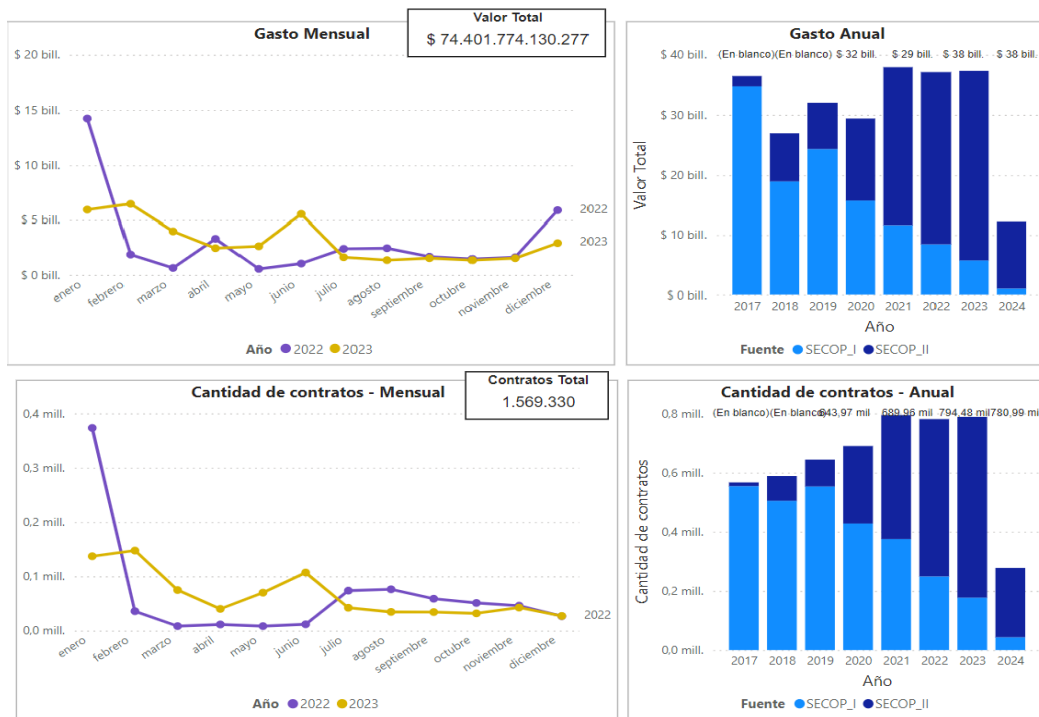 Gasto Mensual
Valor Total
$ 74.401.774.130.277
$ 20 bill.
$ 15 bill.
$ 10 bill.
$ 5 bill.
$ 0 bill.
2022
2023
enero
febrero
marzo
abril
mayo
junio
julio
agosto
septiembre
octubre
noviembre
diciembre
Año 2022 2023
Gasto Anual
(En blanco) (En blanco) $ 32 bill. $ 29 bill. $ 38 bill. $ 38 bill.
Valor Total
$ 40 bill.
$ 30 bill.
$ 20 bill.
$ 10 bill.
$ 0 bill.
2017 2018 2019 2020 2021 2022 2023 2024
Año
Fuente SECOP_I SECOP_II
Cantidad de contratos - Mensual
Contratos Total
1.569.330
0,4 mill.
0,3 mill.
0,2 mill.
0,1 mill.
0,0 mill.
2022
enero
febrero
marzo
abril
mayo
junio
julio
agosto
septiembre
octubre
noviembre
diciembre
Año 2022 2023
Cantidad de contratos - Anual
(En blanco) (En blanco) 643,97 mil 689,96 mil 794,48 mil 780,99 mil
Cantidad de contratos
0,8 mill.
0,6 mill.
0,4 mill.
0,2 mill.
0,0 mill.
2017 2018 2019 2020 2021 2022 2023 2024
Año
Fuente SECOP_I SECOP_II